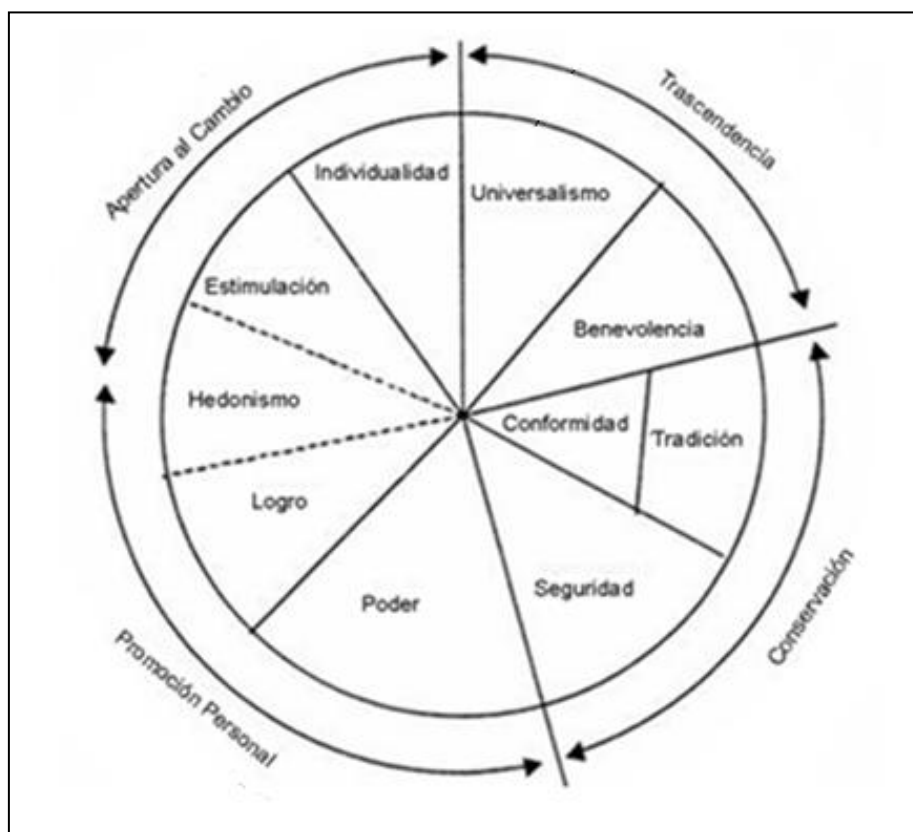 Apertura al Cambio
Trascendencia
Individualidad
Universalismo
Estimulación
Benevolencia
Hedonismo
Conformidad
Tradición
Logro
Poder
Seguridad
Promoción Personal
Conservación